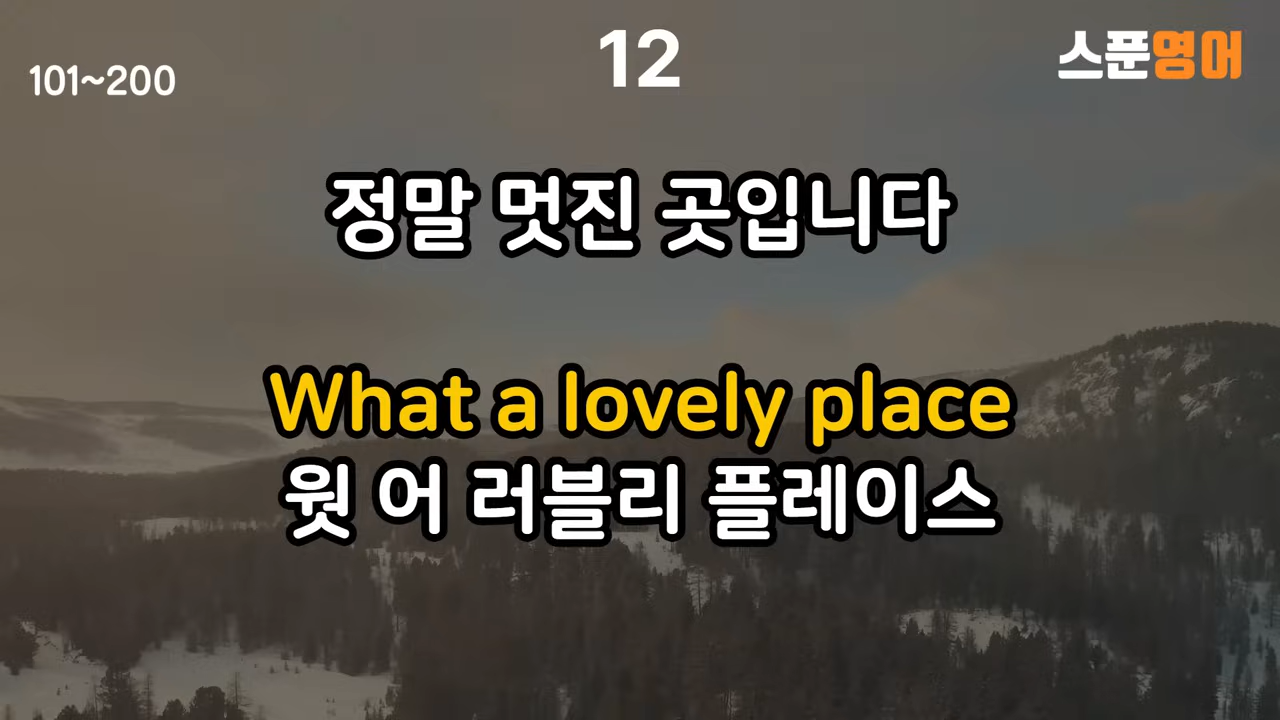 12
101~200
스푼영어
정말 멋진 곳입니다
What a lovely place
웟 어 러블리 플레이스